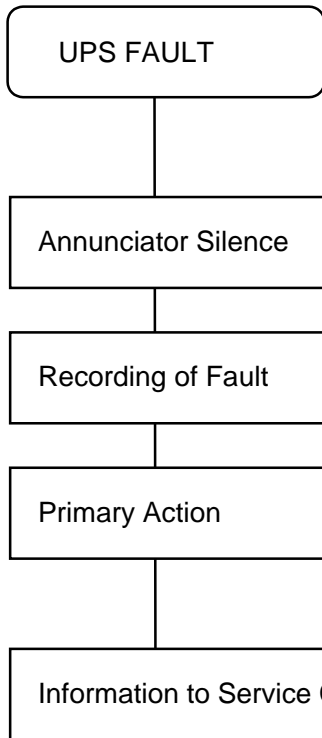 UPS FAULT
Annunciator Silence
Recording of Fault
Primary Action
Information to Service